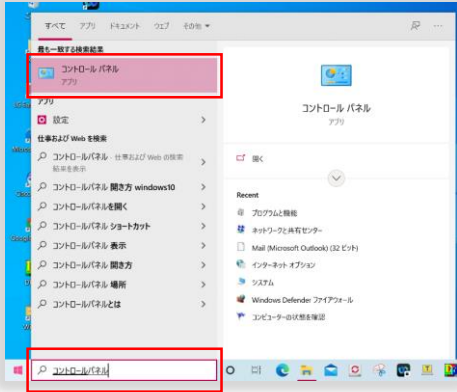 すべて アプリ ドキュメント ウェブ その他
最も一致する検索結果
コントロール パネル
アプリ
アプリ
設定
仕事および Web を検索
コントロールパネル - 仕事および Web の検索
結果を表示
コントロールパネル 開き方 windows10
コントロールパネルを開く
コントロールパネル ショートカット
コントロールパネル 表示
コントロールパネル 開き方
コントロールパネル 場所
コントロールパネルとは
コントロールパネル
コントロール パネル
アプリ
開く
Recent
プログラムと機能
ネットワークと共有センター
Mail (Microsoft Outlook) (32 ビット)
インターネット オプション
システム
Windows Defender ファイアウォール
コンピューターの状態を確認